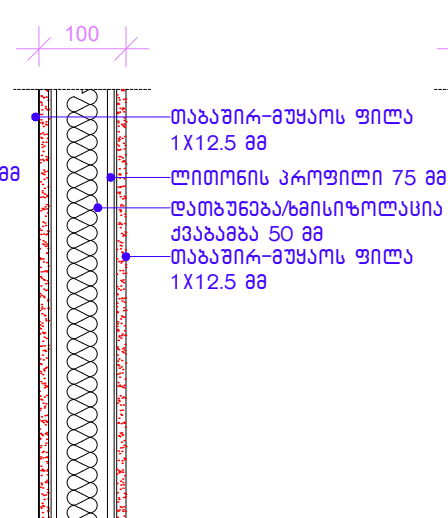 100
თაბაშირ-მუყაოს ფილა
1X12.5 მმ
მმ
ლითონის პროფილი 75 მმ
დათბუნება/ხმისიზოლაცია
ქვაბამბა 50 მმ
თაბაშირ-მუყაოს ფილა
1X12.5 მმ